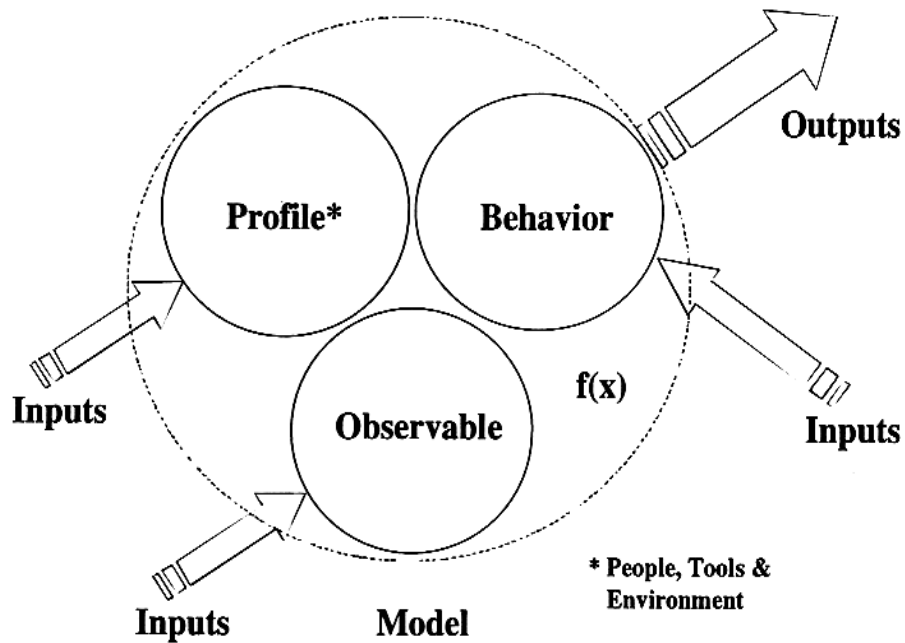 Outputs
Profile*
Behavior
f(x)
Inputs
Observable
Inputs
Inputs
Model
* People, Tools &
Environment